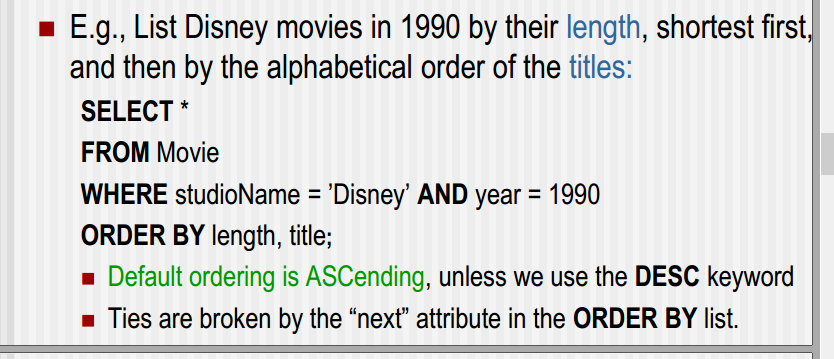 E.g., List Disney movies in 1990 by their length, shortest first,
and then by the alphabetical order of the titles:
SELECT *
FROM Movie
WHERE studioName = ’Disney’ AND year = 1990
ORDER BY length, title;
Default ordering is ASCending, unless we use the DESC keyword
Ties are broken by the “next” attribute in the ORDER BY list.